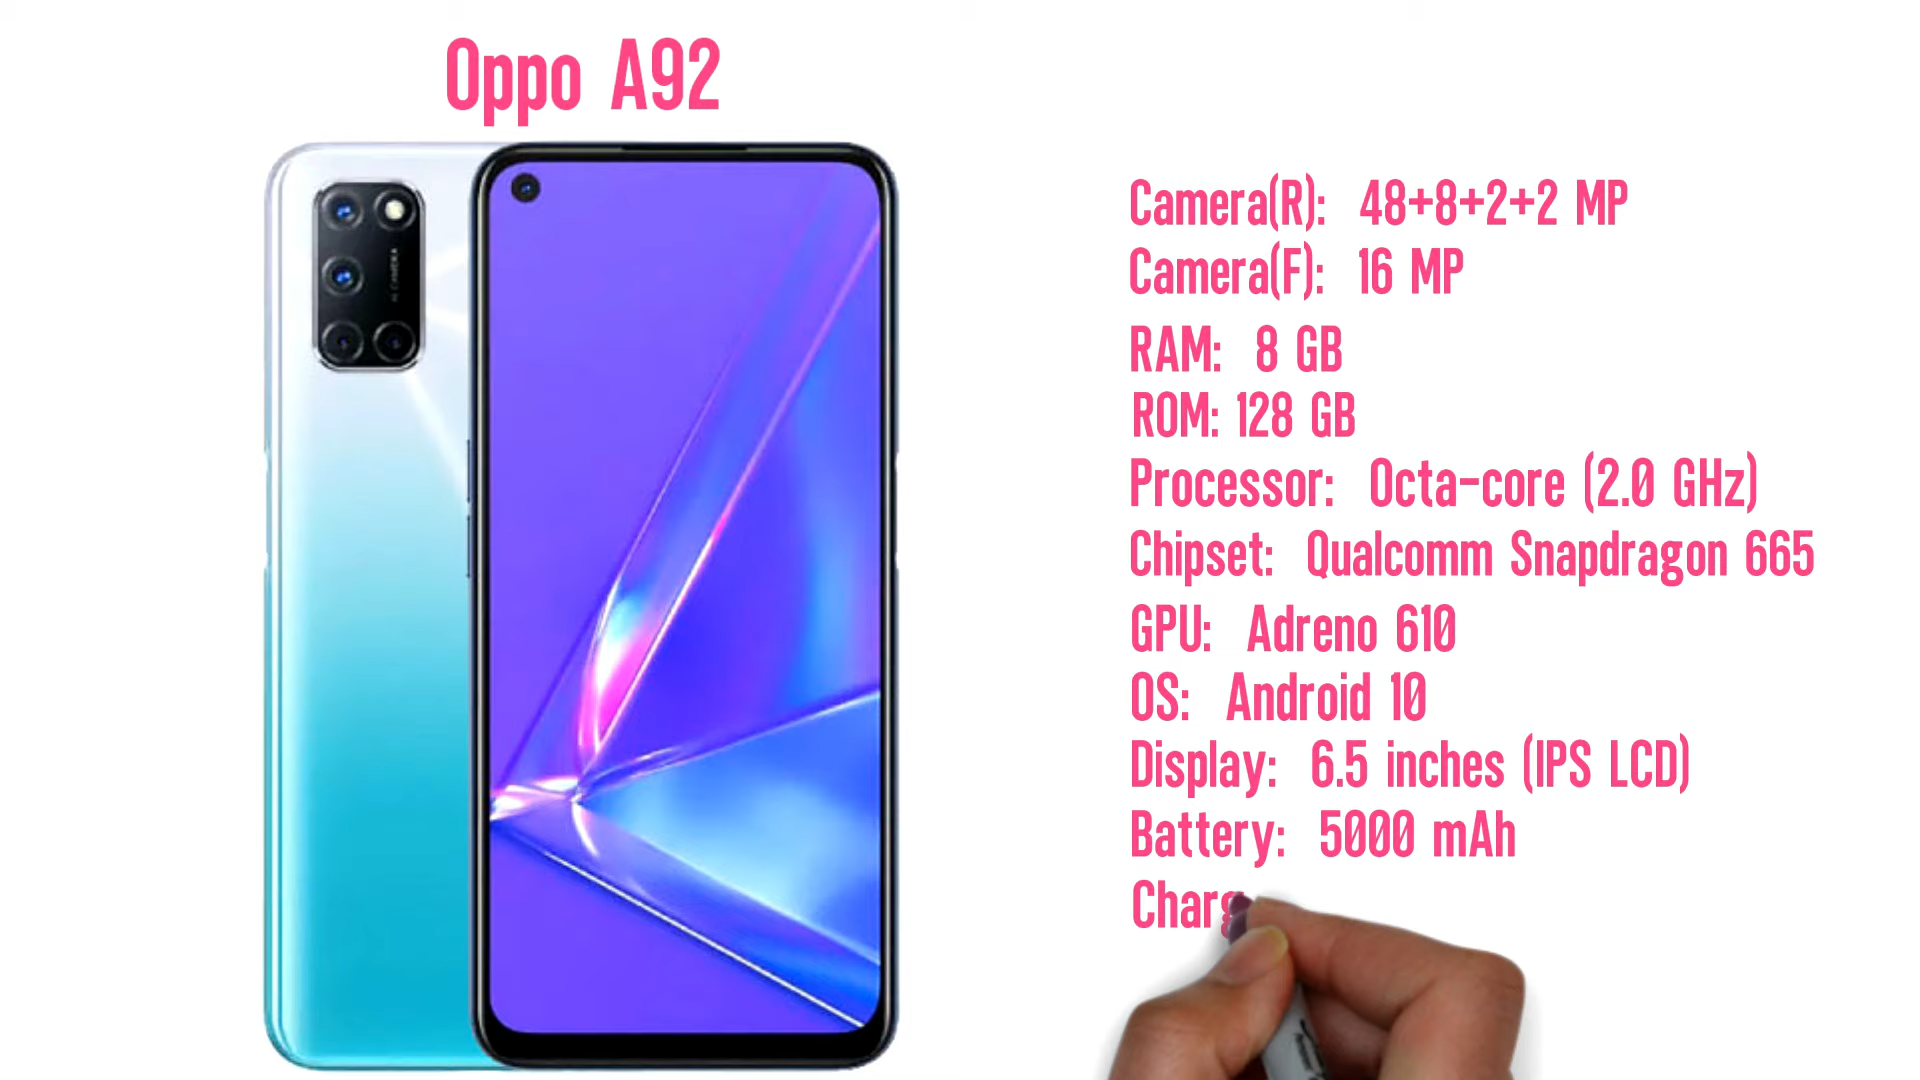 Oppo A92
Camera(R): 48+8+2+2 MP
Camera(F): 16 MP
RAM: 8 GB
ROM: 128 GB
Processor: Octa-core (2.0 GHz)
Chipset: Qualcomm Snapdragon 665
GPU: Adreno 610
OS: Android 10
Display: 6.5 inches (IPS LCD)
Battery: 5000 mAh
Charg